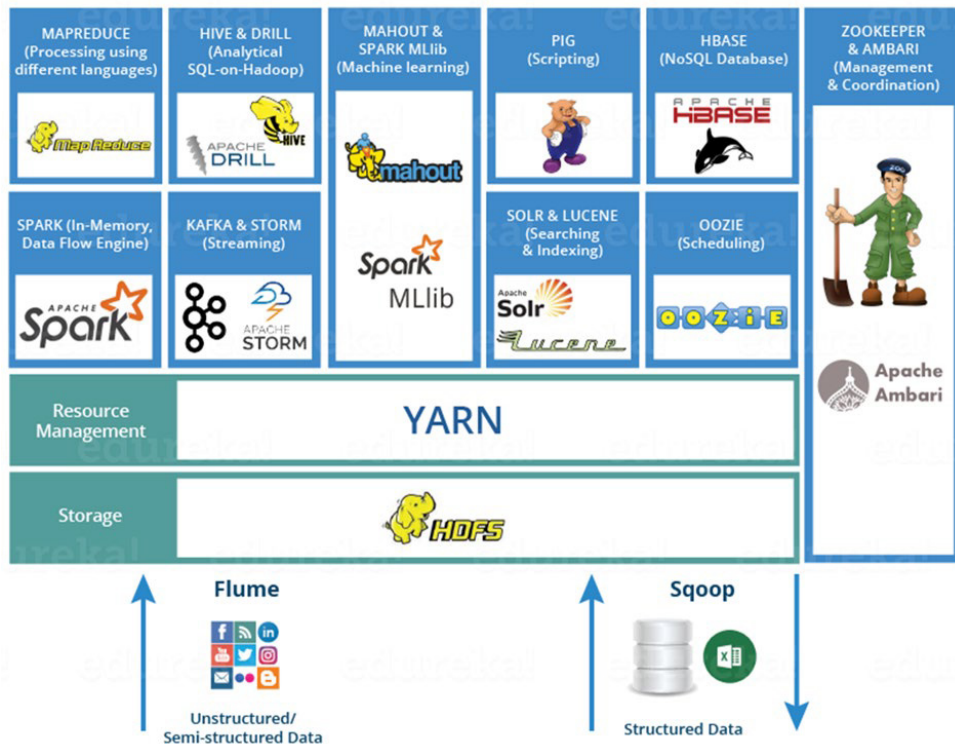 MAPREDUCE
(Processing using
different languages)
Map Reduce
HIVE & DRILL
(Analytical
SQL-on-Hadoop)
HIVE
APACHE
DRILL
MAHOUT
& SPARK MLlib
(Machine learning)
mahout
Spark
MLlib
PIG
(Scripting)
HBASE
(NoSQL Database)
APACHE
HBASE
ZOOKEEPER
& AMBARI
(Management
& Coordination)
ZOO
Apache
Ambari
SPARK (In-Memory,
Data Flow Engine)
APACHE
Spark
KAFKA & STORM
(Streaming)
APACHE
STORM
SOLR & LUCENE
(Searching
& Indexing)
Apache
Solr
Lucene
OOZIE
(Scheduling)
OOZiE
Resource
Management
YARN
Storage
HDFS
Flume
Unstructured/
Semi-structured Data
Sqoop
Structured Data
edureka!